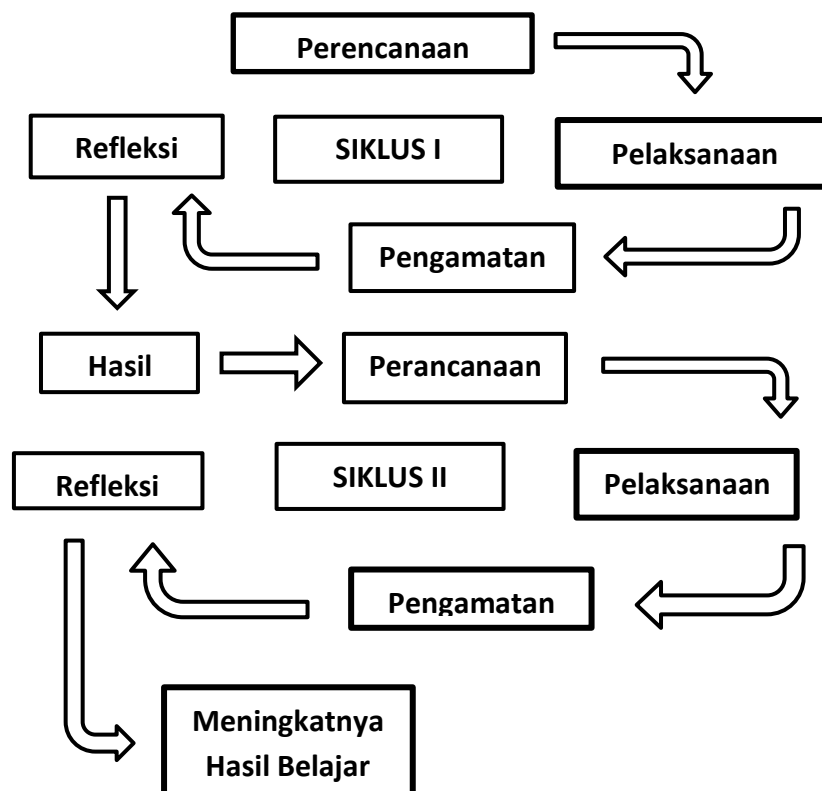 Perencanaan
Refleksi
SIKLUS I
Pelaksanaan
Pengamatan
Hasil
Perancanaan
Refleksi
SIKLUS II
Pelaksanaan
Pengamatan
Meningkatnya
Hasil Belajar